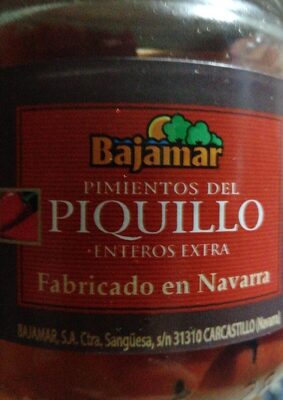 Bajamar
PIMIENTOS DEL
PIQUILLO
·ENTEROS EXTRA
Fabricado en Navarra
BAJAMAR, S.A. Ctra. Sangüesa, s/n 31310 CARCASTILLO (Navarra)